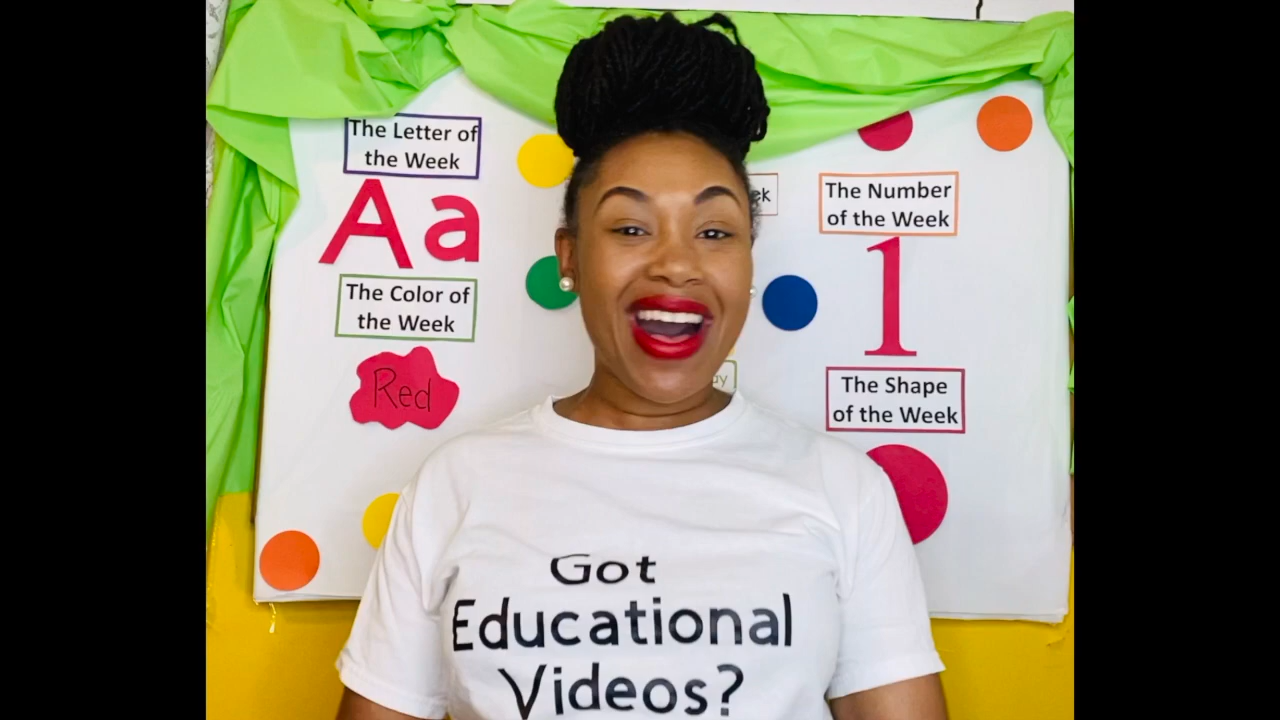 The Letter of
the Week
Aa
The Color of
the Week
Red
The Number
of the Week
1
The Shape
of the Week
Got
Educational
Videos?